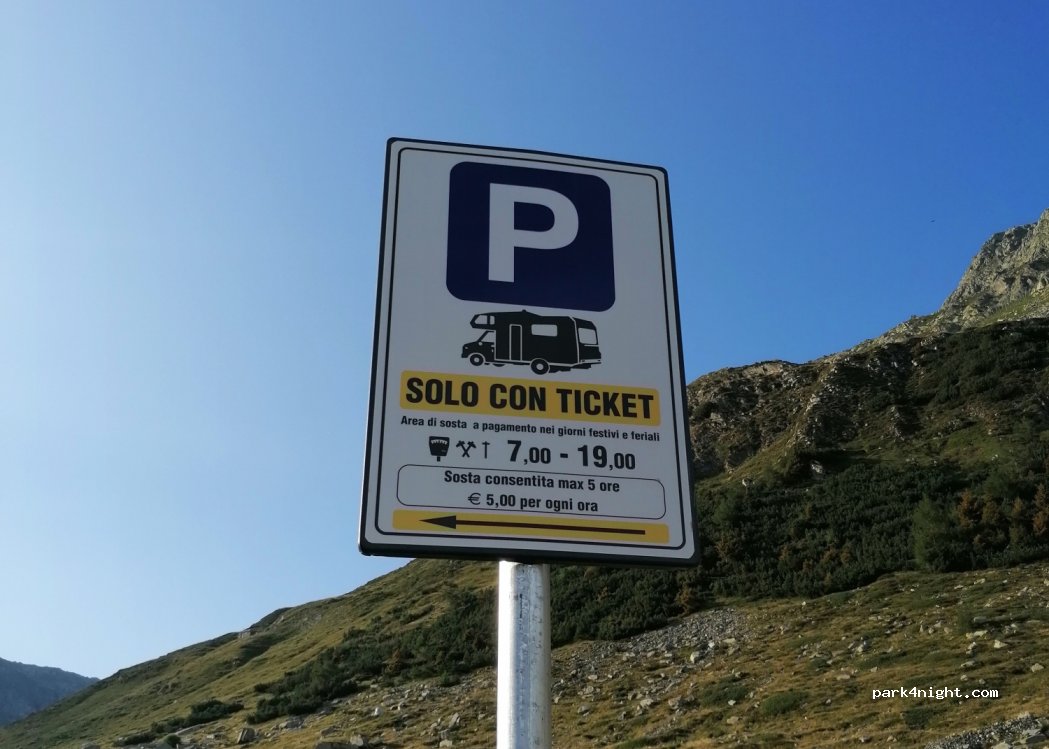 P
SOLO CON TICKET
Area di sosta a pagamento nei giorni festivi e feriali
7,00 - 19,00
Sosta consentita max 5 ore
€ 5,00 per ogni ora
park4night.com